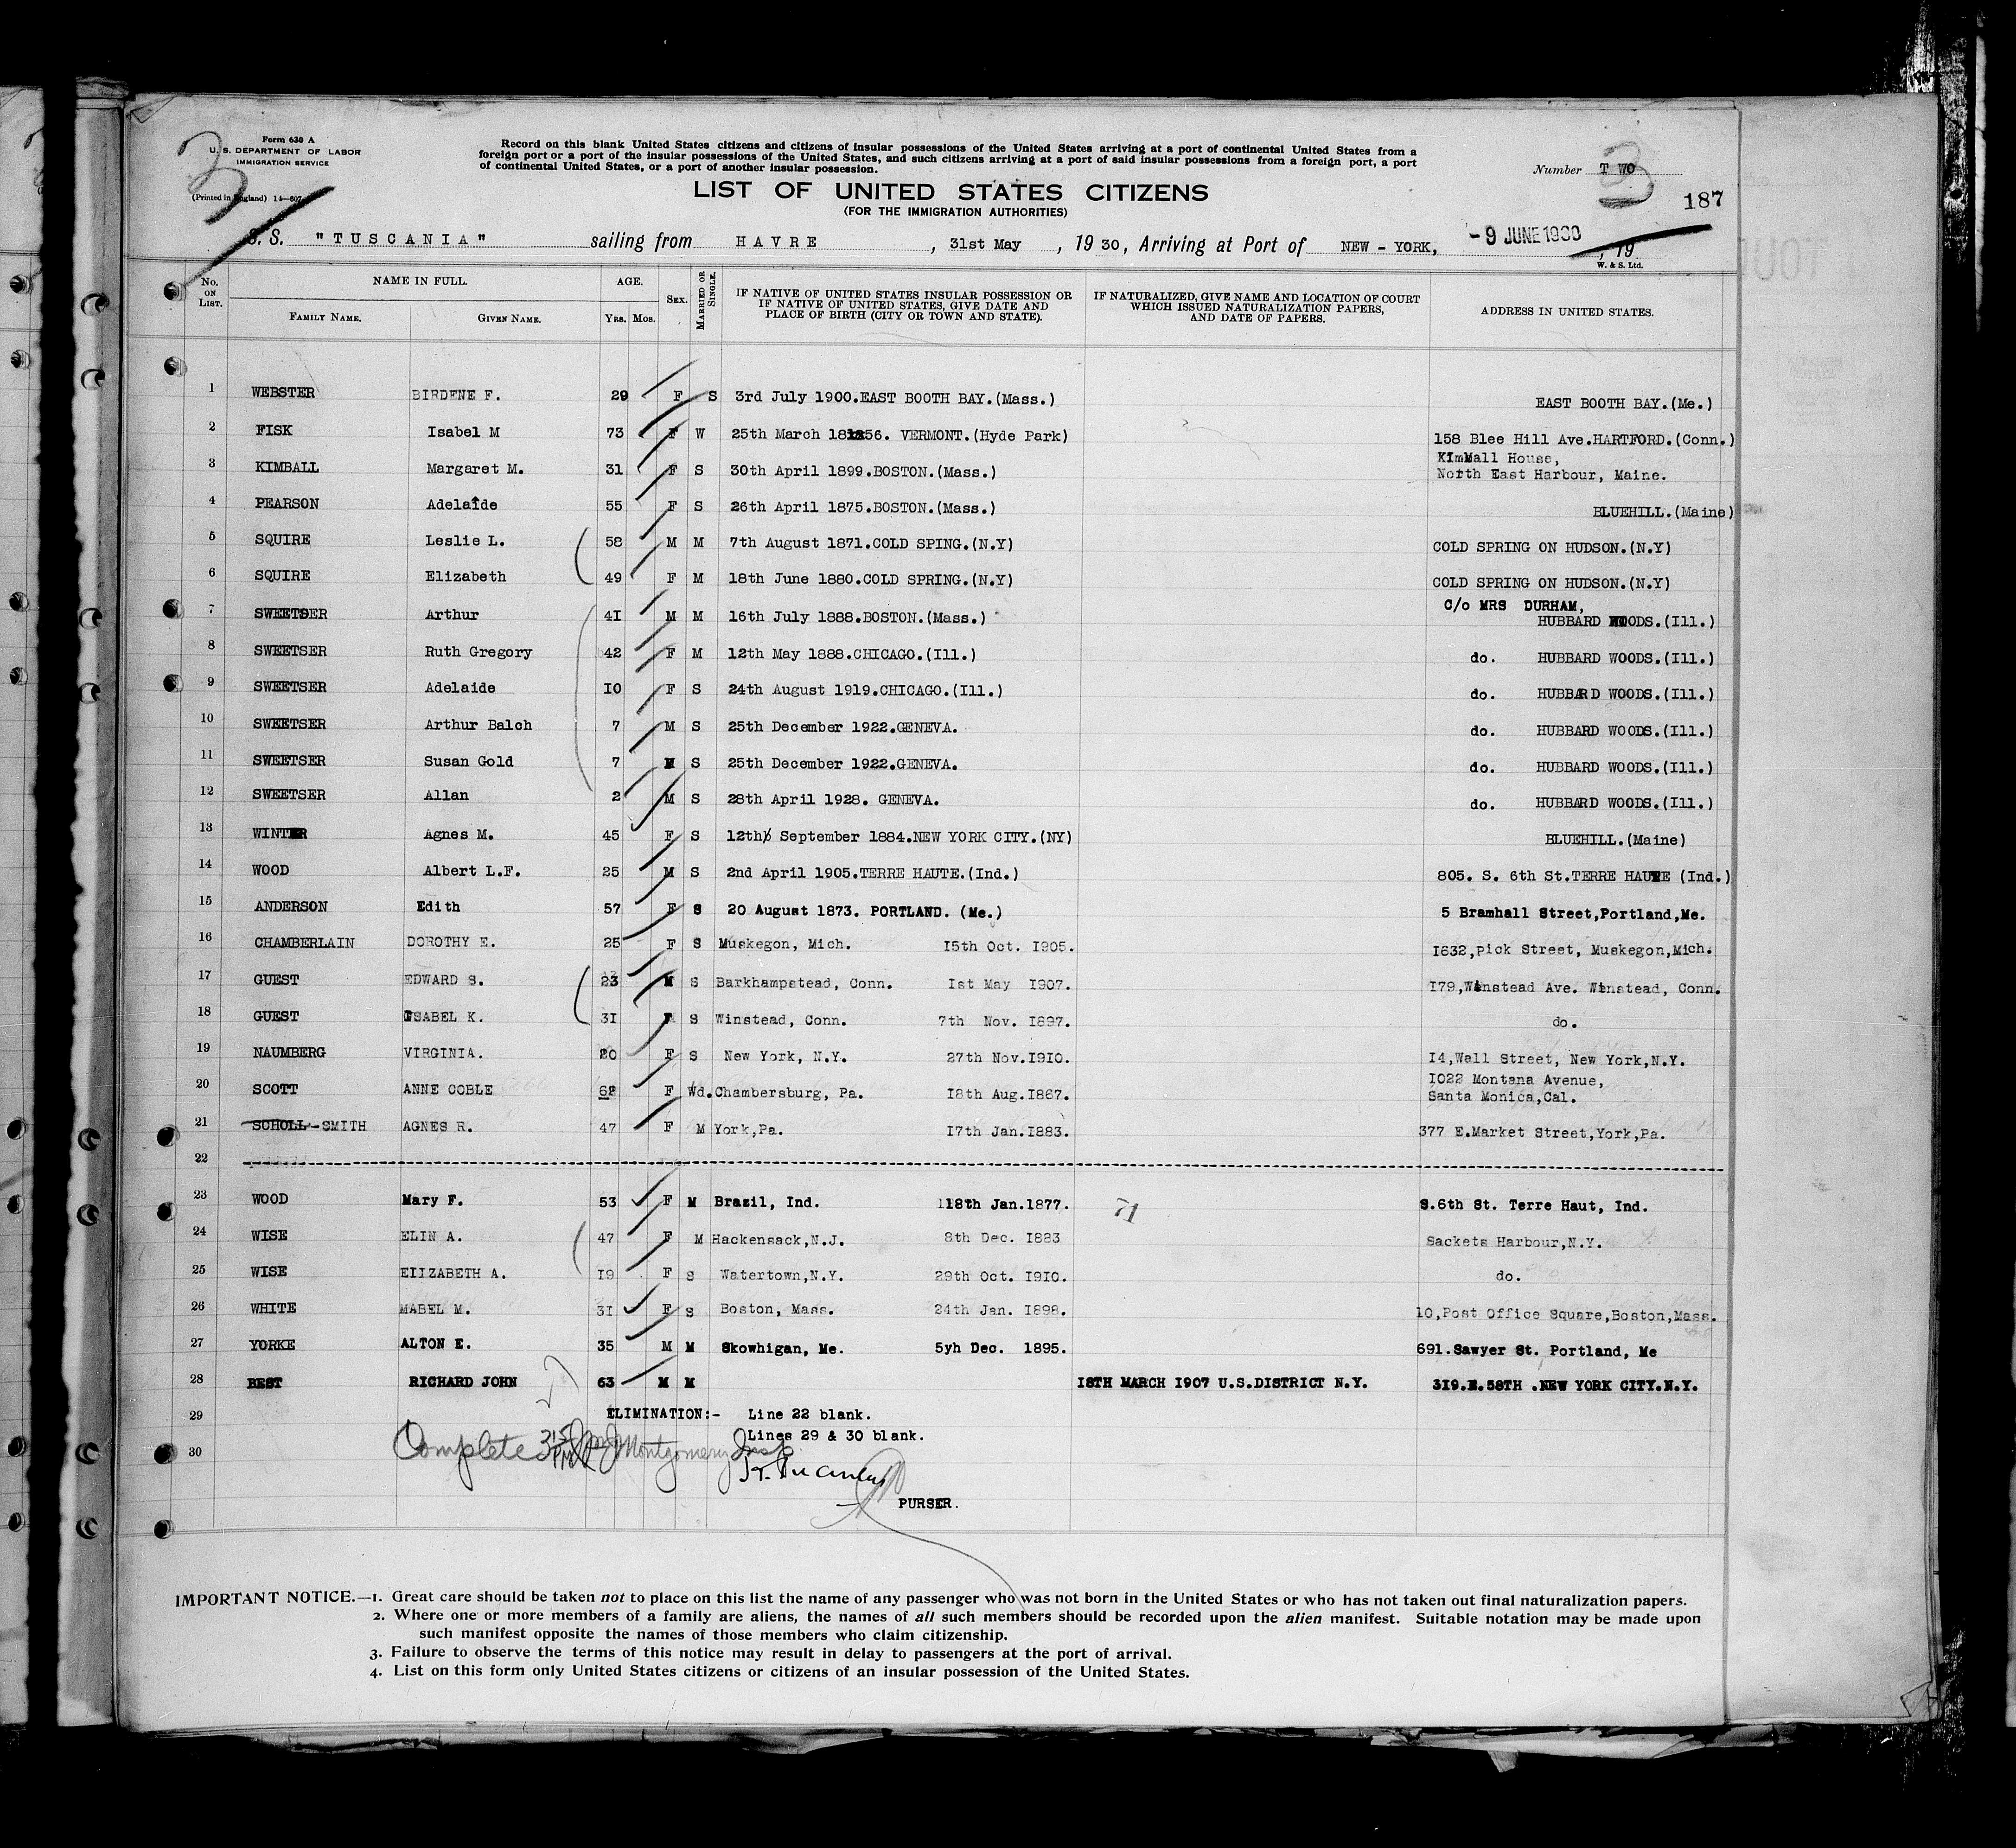 Form 630 A
U. S. DEPARTMENT OF LABOR
IMMIGRATION SERVICE
(Printed in England) 14—607
3
Record on this blank United States citizens and citizens of insular possessions of the United States arriving at a port of continental United States from a
foreign port or a port of the insular possessions of the United States, and such citizens arriving at a port of said insular possessions from a foreign port, a port
of continental United States, or a port of another insular possession.
Number T WO
3
187
LIST OF UNITED STATES CITIZENS
(FOR THE IMMIGRATION AUTHORITIES)
S. S. "TUSCANIA" sailing from HAVRE, 31st May, 1930, Arriving at Port of NEW - YORK, -9 JUNE 1930, 19
W. & S. Ltd.
No. ON LIST. NAME IN FULL. FAMILY NAME. GIVEN NAME. AGE. YRS. MOS. SEX. MARRIED OR SINGLE. IF NATIVE OF UNITED STATES INSULAR POSSESSION OR IF NATIVE OF UNITED STATES, GIVE DATE AND PLACE OF BIRTH (CITY OR TOWN AND STATE). IF NATURALIZED, GIVE NAME AND LOCATION OF COURT WHICH ISSUED NATURALIZATION PAPERS, AND DATE OF PAPERS. ADDRESS IN UNITED STATES.
1 WEBSTER BIRDENE F. 29 F S 3rd July 1900.EAST BOOTH BAY.(Mass.) EAST BOOTH BAY.(Me.)
2 FISK Isabel M 73 F W 25th March 1856. VERMONT.(Hyde Park) 158 Blee Hill Ave.HARTFORD.(Conn.)
3 KIMBALL Margaret M. 31 F S 30th April 1899.BOSTON.(Mass.) Kimball House,
North East Harbour, Maine.
4 PEARSON Adelaide 55 F S 26th April 1875.BOSTON.(Mass.) BLUEHILL.(Maine)
5 SQUIRE Leslie L. 58 M M 7th August 1871.COLD SPING.(N.Y) COLD SPRING ON HUDSON.(N.Y)
6 SQUIRE Elizabeth 49 F M 18th June 1880.COLD SPRING.(N.Y) COLD SPRING ON HUDSON.(N.Y)
7 SWEETSER Arthur 41 M M 16th July 1888.BOSTON.(Mass.) C/o MRS DURHAM,
HUBBARD WOODS.(Ill.)
8 SWEETSER Ruth Gregory 42 F M 12th May 1888.CHICAGO.(Ill.) do. HUBBARD WOODS.(Ill.)
9 SWEETSER Adelaide 10 F S 24th August 1919.CHICAGO.(Ill.) do. HUBBARD WOODS.(Ill.)
10 SWEETSER Arthur Balch 7 M S 25th December 1922.GENEVA. do. HUBBARD WOODS.(Ill.)
11 SWEETSER Susan Gold 7 S 25th December 1922.GENEVA. do. HUBBARD WOODS.(Ill.)
12 SWEETSER Allan 2 M S 28th April 1928. GENEVA. do. HUBBARD WOODS.(Ill.)
13 WINTER Agnes M. 45 F S 12th September 1884.NEW YORK CITY.(NY) BLUEHILL.(Maine)
14 WOOD Albert L.F. 25 M S 2nd April 1905.TERRE HAUTE.(Ind.) 805. S. 6th St.TERRE HAUTE (Ind.)
15 ANDERSON Edith 57 F S 20 August 1873. PORTLAND. (Me.) 5 Bramhall Street,Portland,Me.
16 CHAMBERLAIN DOROTHY E. 25 F S Muskegon, Mich. 15th Oct. 1905. 1632,Pick Street, Muskegon,Mich.
17 GUEST EDWARD S. 23 M S Barkhampstead, Conn. 1st May 1907. 179,Winstead Ave. Winstead, Conn.
18 GUEST ISABEL K. 31 F S Winstead, Conn. 7th Nov. 1897. do.
19 NAUMBERG VIRGINIA. 20 F S New York, N.Y. 27th Nov.1910. 14,Wall Street, New York,N.Y.
20 SCOTT ANNE COBLE 62 F Wd. Chambersburg, Pa. 18th Aug.1867. 1022 Montana Avenue,
Santa Monica,Cal.
21 SCHOLL-SMITH AGNES R. 47 F M York,Pa. 17th Jan.1883. 377 E.Market Street,York,Pa.
22
23 WOOD Mary F. 53 F M Brazil, Ind. 118th Jan.1877. 71 S.6th St. Terre Haut, Ind.
24 WISE ELIN A. 47 F M Hackensack,N.J. 8th Dec. 1883 Sackets Harbour,N.Y.
25 WISE ElIZABETH A. 19 F S Watertown,N.Y. 29th Oct. 1910. do.
26 WHITE MABEL M. 31 F S Boston, Mass. 24th Jan. 1898. 10,Post Office Square,Boston,Mass.
27 YORKE ALTON E. 35 M M Skowhigan, Me. 5yh Dec. 1895. 691.Sawyer St. Portland, Me
28 BEST RICHARD JOHN 63 M M 18TH MARCH 1907 U.S.DISTRICT N.Y. 319.E.58TH .NEW YORK CITY.N.Y.
29 ELIMINATION:- Line 22 blank.
Lines 29 & 30 blank.
30 Complete 315 PM Montgomery Insp.
PURSER.
IMPORTANT NOTICE.—1. Great care should be taken not to place on this list the name of any passenger who was not born in the United States or who has not taken out final naturalization papers.
2. Where one or more members of a family are aliens, the names of all such members should be recorded upon the alien manifest. Suitable notation may be made upon
such manifest opposite the names of those members who claim citizenship.
3. Failure to observe the terms of this notice may result in delay to passengers at the port of arrival.
4. List on this form only United States citizens or citizens of an insular possession of the United States.